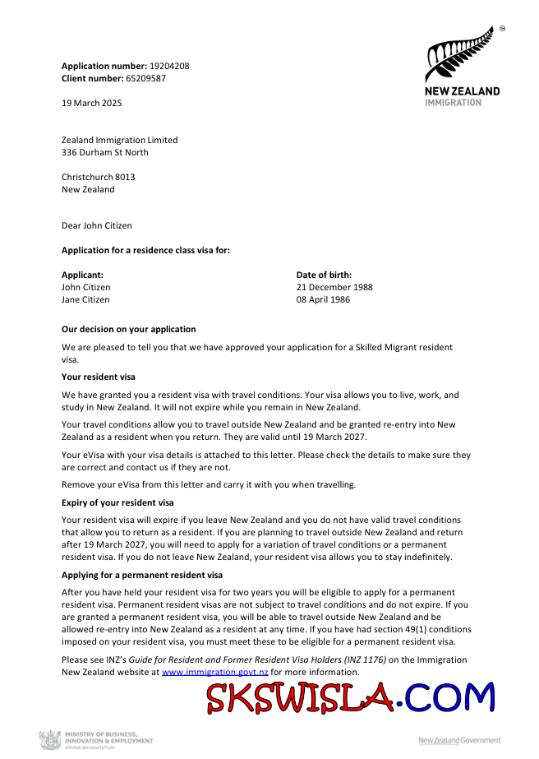 NEW ZEALAND
IMMIGRATION
Application number: 19204208
Client number: 65209587
19 March 2025
Zealand Immigration Limited
336 Durham St North
Christchurch 8013
New Zealand
Dear John Citizen
Application for a residence class visa for:
Applicant: Date of birth:
John Citizen 21 December 1988
Jane Citizen 08 April 1986
Our decision on your application
We are pleased to tell you that we have approved your application for a Skilled Migrant resident
visa.
Your resident visa
We have granted you a resident visa with travel conditions. Your visa allows you to live, work, and
study in New Zealand. It will not expire while you remain in New Zealand.
Your travel conditions allow you to travel outside New Zealand and be granted re-entry into New
Zealand as a resident when you return. They are valid until 19 March 2027.
Your eVisa with your visa details is attached to this letter. Please check the details to make sure they
are correct and contact us if they are not.
Remove your eVisa from this letter and carry it with you when travelling.
Expiry of your resident visa
Your resident visa will expire if you leave New Zealand and you do not have valid travel conditions
that allow you to return as a resident. If you are planning to travel outside New Zealand and return
after 19 March 2027, you will need to apply for a variation of travel conditions or a permanent
resident visa. If you do not leave New Zealand, your resident visa allows you to stay indefinitely.
Applying for a permanent resident visa
After you have held your resident visa for two years you will be eligible to apply for a permanent
resident visa. Permanent resident visas are not subject to travel conditions and do not expire. If you
are granted a permanent resident visa, you will be able to travel outside New Zealand and be
allowed re-entry into New Zealand as a resident at any time. If you have had section 49(1) conditions
imposed on your resident visa, you must meet these to be eligible for a permanent resident visa.
Please see INZ's Guide for Resident and Former Resident Visa Holders (INZ 1176) on the Immigration
New Zealand website at www.immigration.govt.nz for more information.
SKSWISLA.COM
MINISTRY OF BUSINESS,
INNOVATION & EMPLOYMENT
New Zealand Government